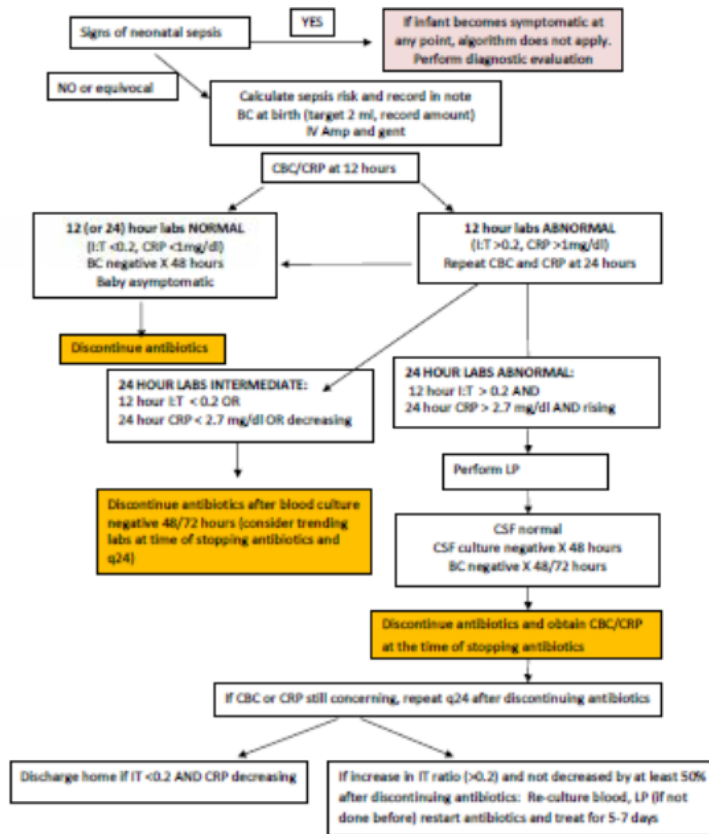 Signs of neonatal sepsis
YES
If infant becomes symptomatic at
any point, algorithm does not apply.
Perform diagnostic evaluation
NO or equivocal
Calculate sepsis risk and record in note
BC at birth (target 2 ml, record amount)
IV Amp and gent
CBC/CRP at 12 hours
12 (or 24) hour labs NORMAL
(I:T <0.2, CRP <1mg/dl)
BC negative X 48 hours
Baby asymptomatic
12 hour labs ABNORMAL
(I:T >0.2, CRP >1mg/dl)
Repeat CBC and CRP at 24 hours
Discontinue antibiotics
24 HOUR LABS INTERMEDIATE:
12 hour I:T < 0.2 OR
24 hour CRP < 2.7 mg/dl OR decreasing
24 HOUR LABS ABNORMAL:
12 hour I:T > 0.2 AND
24 hour CRP > 2.7 mg/dl AND rising
Perform LP
Discontinue antibiotics after blood culture
negative 48/72 hours (consider trending
labs at time of stopping antibiotics and
q24)
CSF normal
CSF culture negative X 48 hours
BC negative X 48/72 hours
Discontinue antibiotics and obtain CBC/CRP
at the time of stopping antibiotics
If CBC or CRP still concerning, repeat q24 after discontinuing antibiotics
Discharge home if IT <0.2 AND CRP decreasing
If increase in IT ratio (>0.2) and not decreased by at least 50%
after discontinuing antibiotics: Re-culture blood, LP (if not
done before) restart antibiotics and treat for 5-7 days